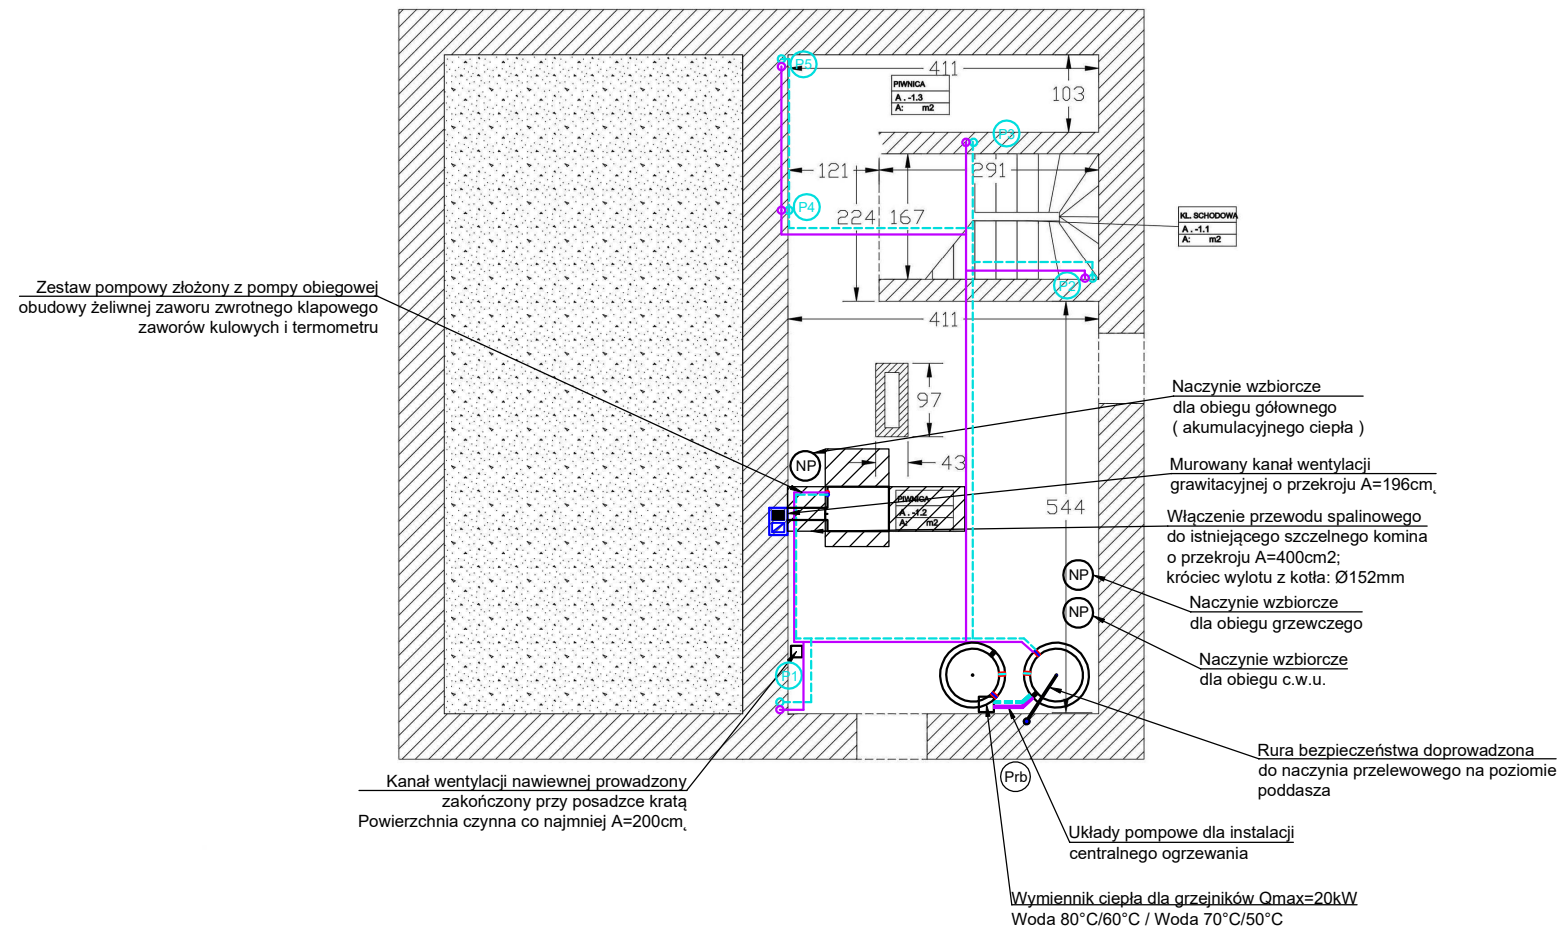 P5
411
PIWNICA
A . -1.3
A: m2
103
P3
121
291
P4
224
167
KL. SCHODOWA
A . -1.1
A: m2
P2
Zestaw pompowy złożony z pompy obiegowej
obudowy żeliwnej zaworu zwrotnego klapowego
zaworów kulowych i termometru
411
97
Naczynie wzbiorcze
dla obiegu gółownego
( akumulacyjnego ciepła )
NP
43
Murowany kanał wentylacji
grawitacyjnej o przekroju A=196cm˛
PIWNICA
A . -1.2
A: m2
544
Włączenie przewodu spalinowego
do istniejącego szczelnego komina
o przekroju A=400cm2;
króciec wylotu z kotła: Ø152mm
NP
Naczynie wzbiorcze
dla obiegu grzewczego
NP
Naczynie wzbiorcze
dla obiegu c.w.u.
P1
Rura bezpieczeństwa doprowadzona
do naczynia przelewowego na poziomie
poddasza
Prb
Kanał wentylacji nawiewnej prowadzony
zakończony przy posadzce kratą
Powierzchnia czynna co najmniej A=200cm˛
Układy pompowe dla instalacji
centralnego ogrzewania
Wymiennik ciepła dla grzejników Qmax=20kW
Woda 80°C/60°C / Woda 70°C/50°C